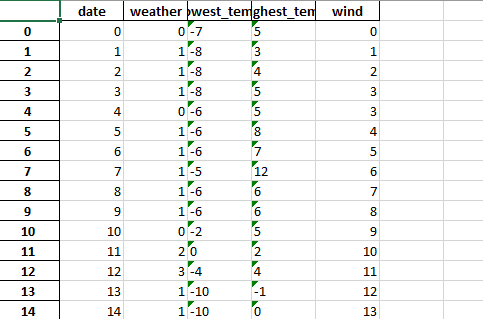 date weather owest_tem ghest_tem wind
0 0 0 -7 5 0
1 1 1 -8 3 1
2 2 1 -8 4 2
3 3 1 -8 5 3
4 4 0 -6 5 3
5 5 1 -6 8 4
6 6 1 -6 7 5
7 7 1 -5 12 6
8 8 1 -6 6 7
9 9 1 -6 6 8
10 10 0 -2 5 9
11 11 2 0 2 10
12 12 3 -4 4 11
13 13 1 -10 -1 12
14 14 1 -10 0 13